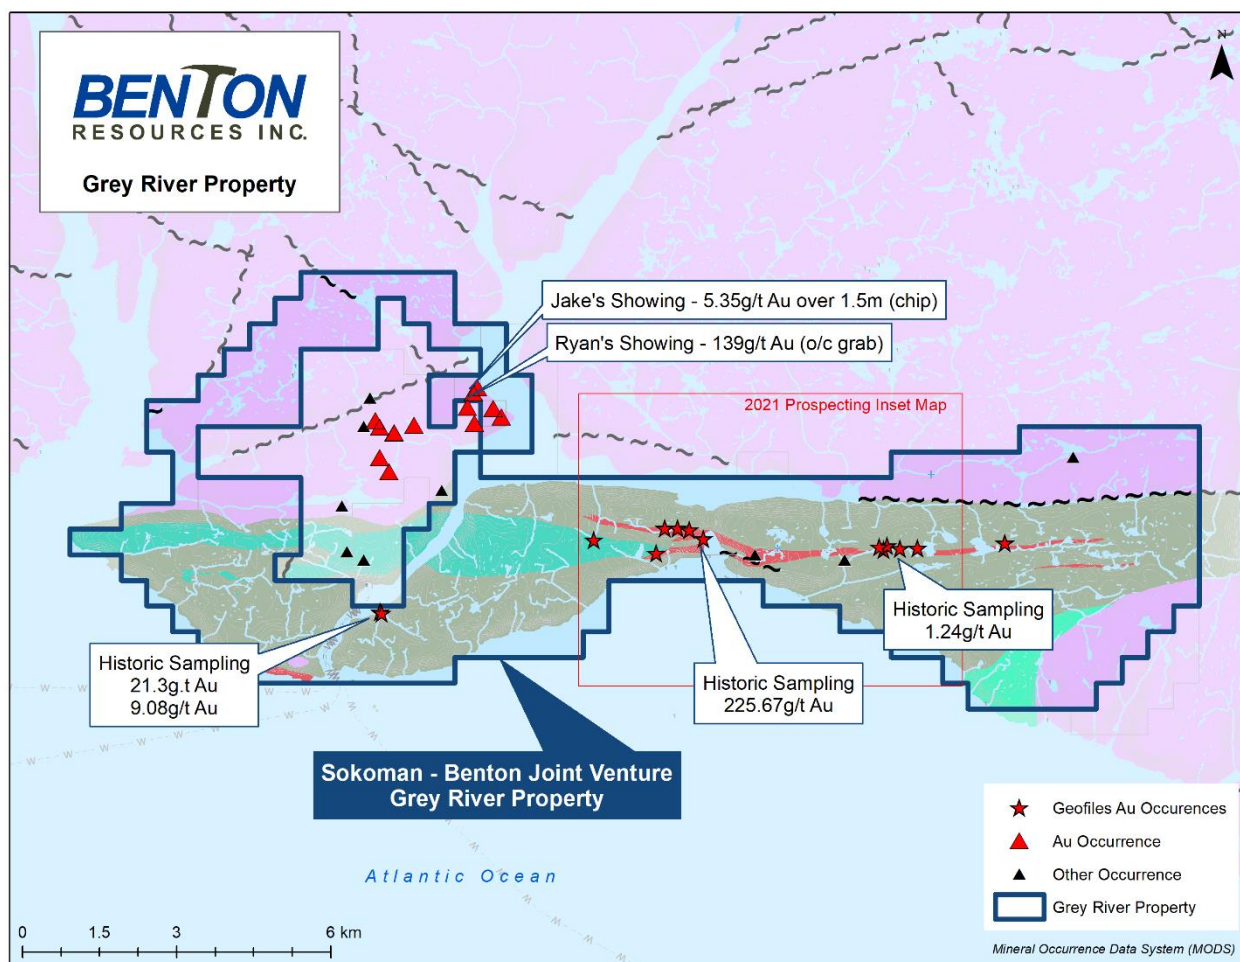 BENTON
RESOURCES INC.
Grey River Property
N
Jake's Showing - 5.35g/t Au over 1.5m (chip)
Ryan's Showing - 139g/t Au (o/c grab)
2021 Prospecting Inset Map
Historic Sampling
1.24g/t Au
Historic Sampling
21.3g.t Au
9.08g/t Au
Historic Sampling
225.67g/t Au
Sokoman - Benton Joint Venture
Grey River Property
Atlantic Ocean
Geofiles Au Occurences
Au Occurrence
Other Occurrence
Grey River Property
0 1.5 3 6 km
Mineral Occurrence Data System (MODS)